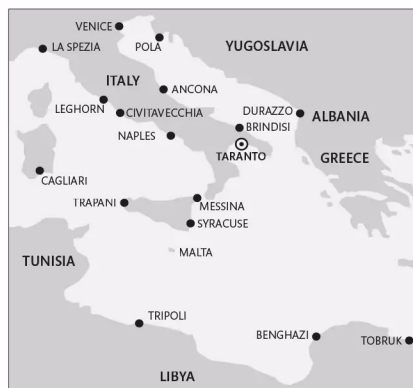 VENICE
POLA
LA SPEZIA
YUGOSLAVIA
ITALY
ANCONA
LEGHORN
CIVITAVECCHIA
DURAZZO
ALBANIA
BRINDISI
NAPLES
TARANTO
GREECE
CAGLIARI
TRAPANI
MESSINA
SYRACUSE
MALTA
TUNISIA
TRIPOLI
BENGHAZI
TOBRUK
LIBYA